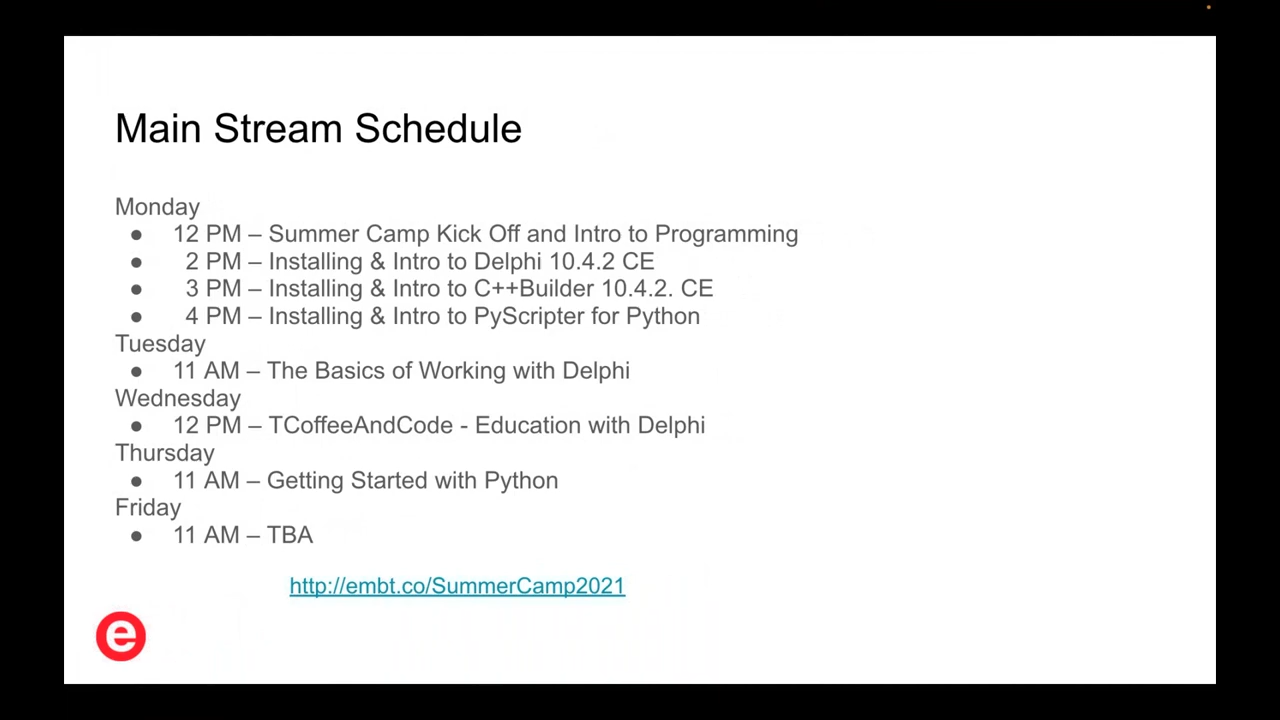 Main Stream Schedule
Monday
● 12 PM – Summer Camp Kick Off and Intro to Programming
● 2 PM – Installing & Intro to Delphi 10.4.2 CE
● 3 PM – Installing & Intro to C++Builder 10.4.2. CE
● 4 PM – Installing & Intro to PyScripter for Python
Tuesday
● 11 AM – The Basics of Working with Delphi
Wednesday
● 12 PM – TCoffeeAndCode - Education with Delphi
Thursday
● 11 AM – Getting Started with Python
Friday
● 11 AM – TBA
http://embt.co/SummerCamp2021
e